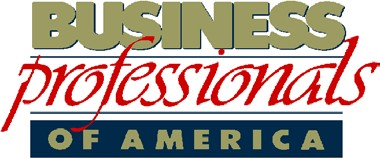 BUSINESS
professionals
OF AMERICA